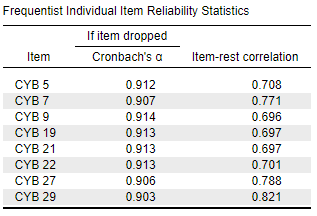 Frequentist Individual Item Reliability Statistics
If item dropped
Item Cronbach's α Item-rest correlation
CYB 5 0.912 0.708
CYB 7 0.907 0.771
CYB 9 0.914 0.696
CYB 19 0.913 0.697
CYB 21 0.913 0.697
CYB 22 0.913 0.701
CYB 27 0.906 0.788
CYB 29 0.903 0.821